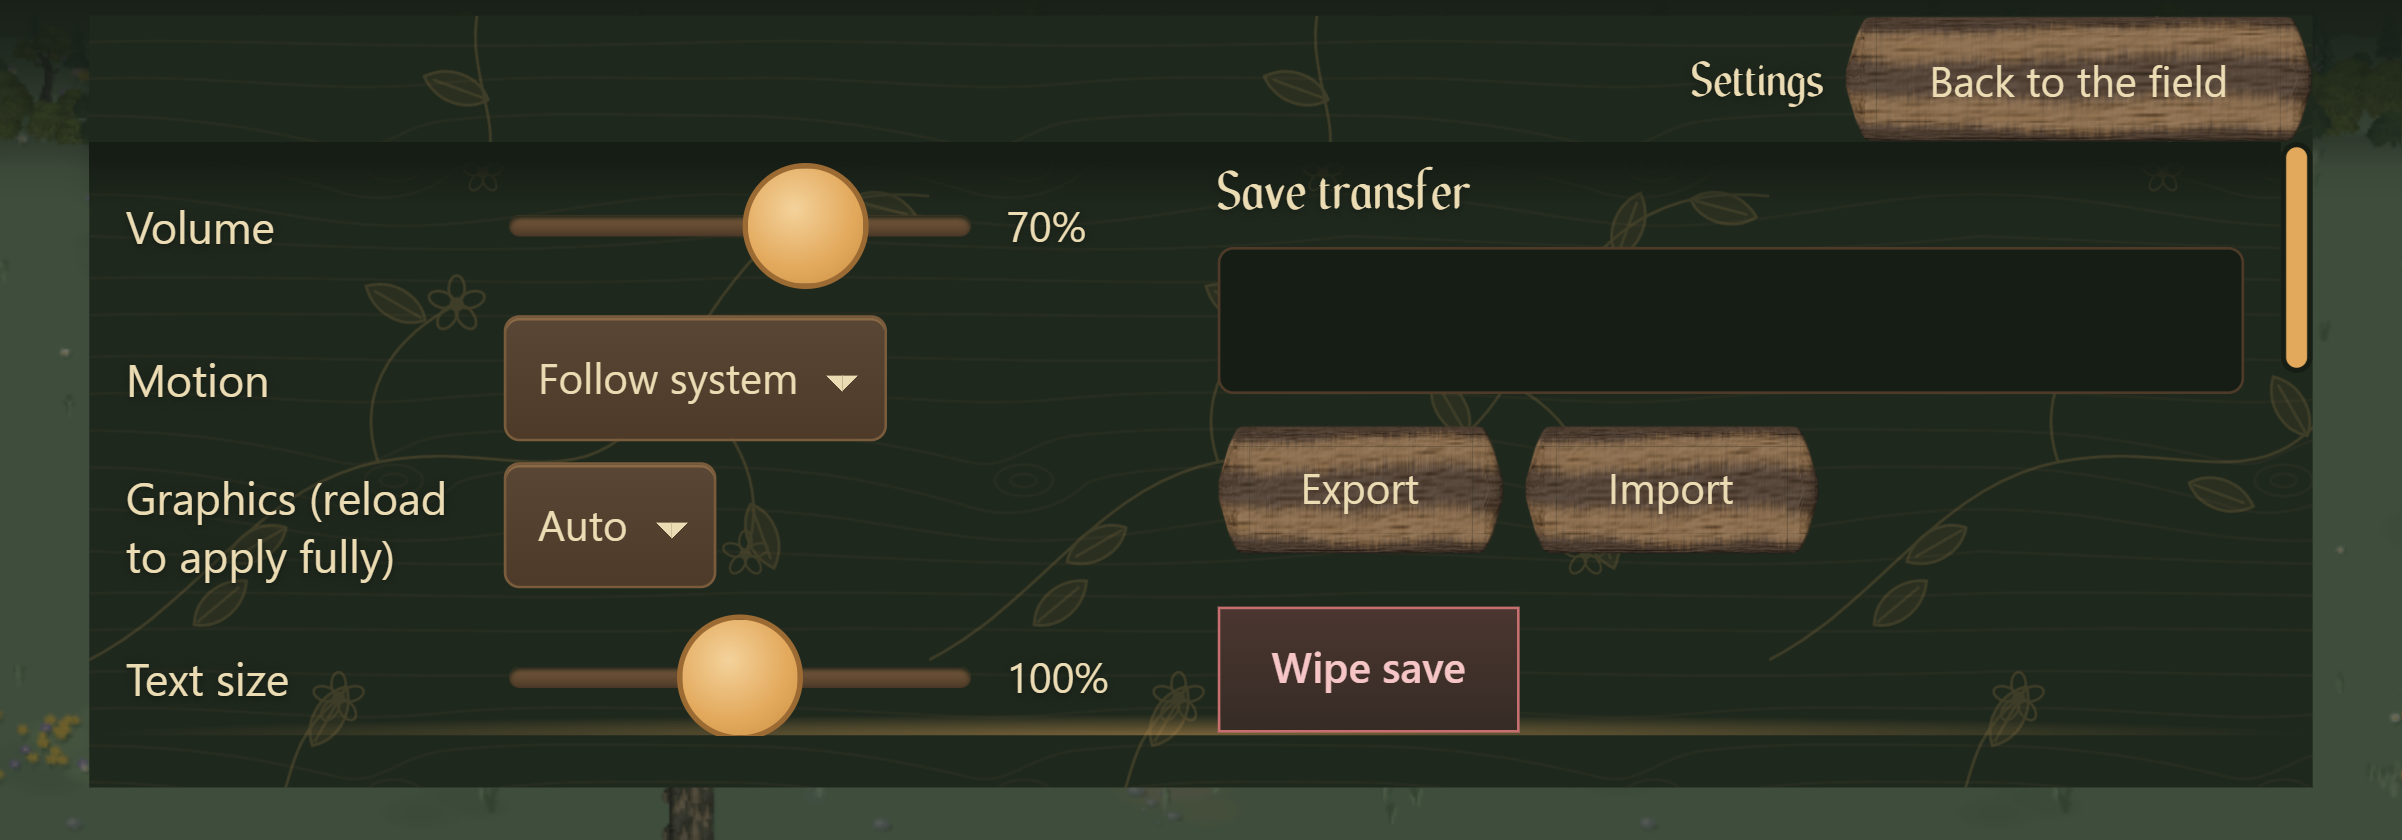 Settings
Back to the field
Volume
70%
Motion
Follow system
Graphics (reload
to apply fully)
Auto
Text size
100%
Save transfer
Export
Import
Wipe save